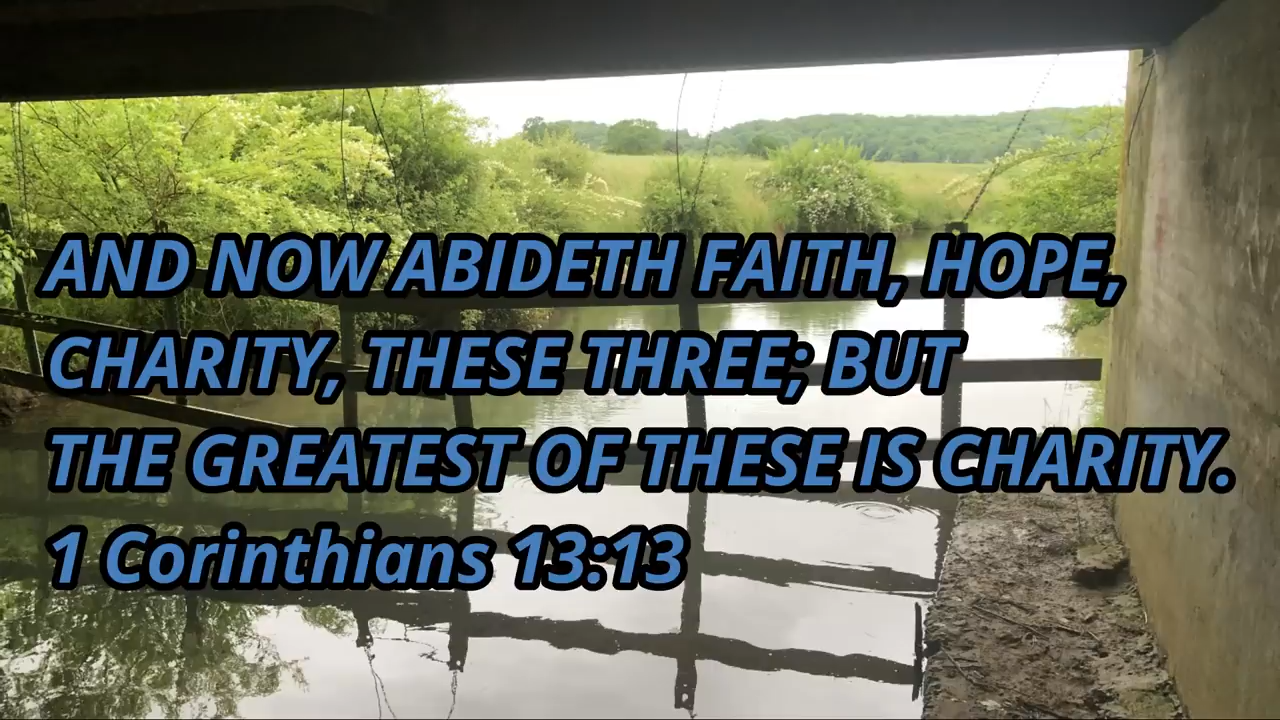 AND NOW ABIDETH FAITH, HOPE,
CHARITY, THESE THREE; BUT
THE GREATEST OF THESE IS CHARITY.
1 Corinthians 13:13